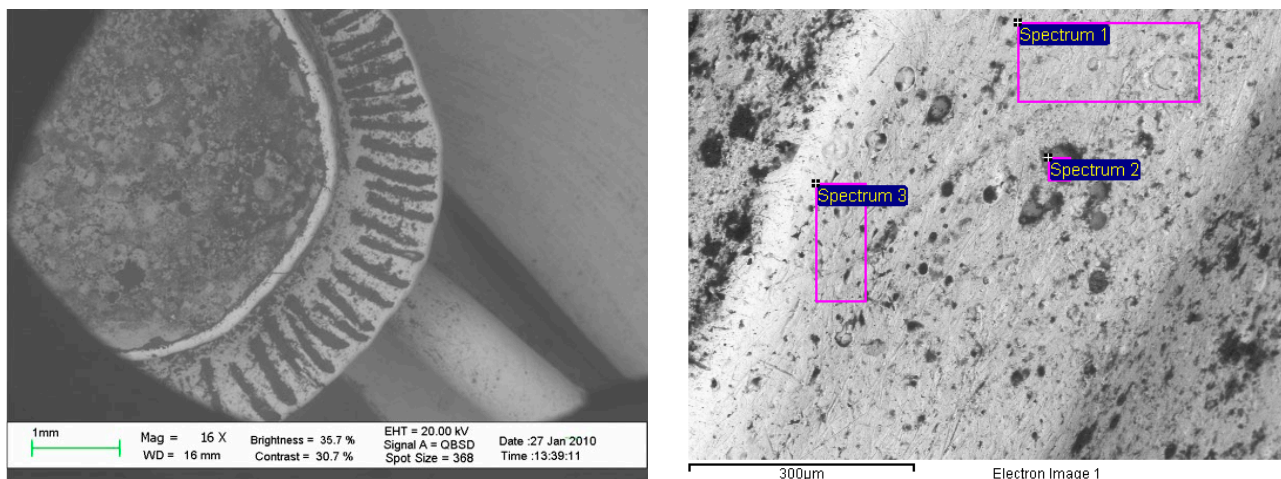 1mm
Mag = 16 X
WD = 16 mm
Brightness = 35.7 %
Contrast = 30.7 %
EHT = 20.00 kV
Signal A = QBSD
Spot Size = 368
Date :27 Jan 2010
Time :13:39:11
Spectrum 1
Spectrum 2
Spectrum 3
300µm
Electron Image 1